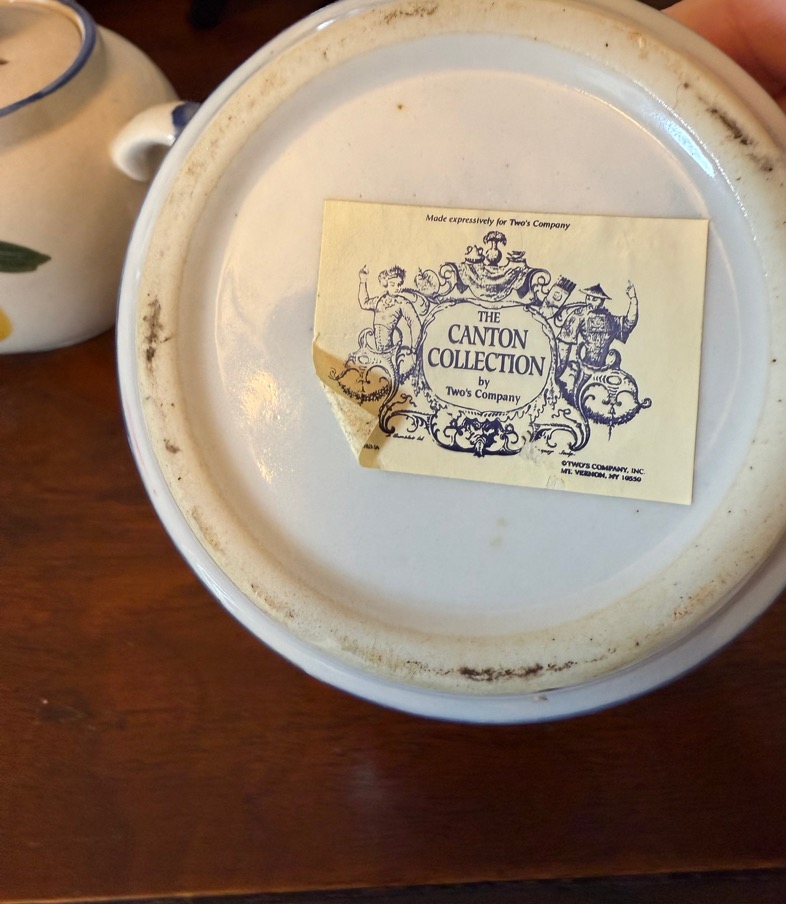 Made expressively for Two's Company
THE
CANTON
COLLECTION
by
Two's Company
©TWO'S COMPANY, INC.
MT. VERNON, NY 10550